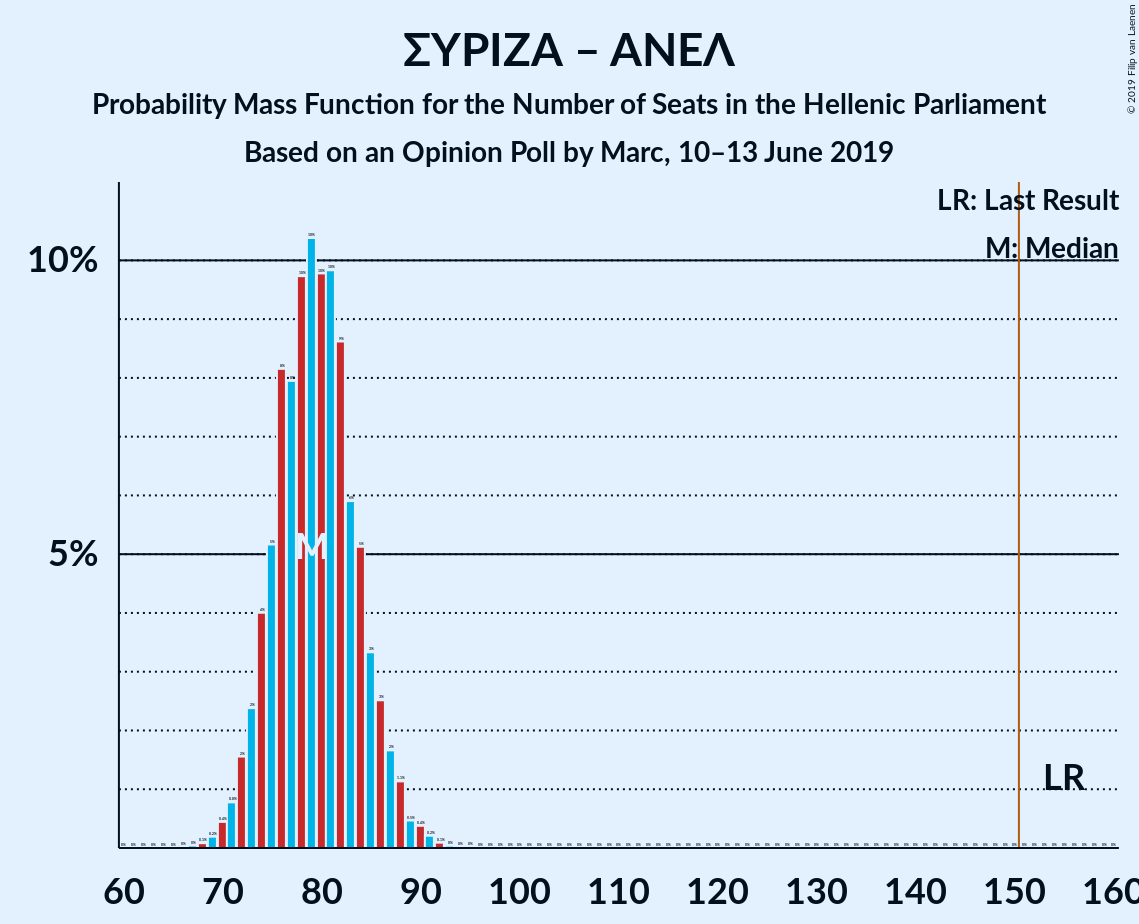 ΣΥΡΙΖΑ – ΑΝΕΛ
Probability Mass Function for the Number of Seats in the Hellenic Parliament
Based on an Opinion Poll by Marc, 10–13 June 2019
© 2019 Filip van Laenen
LR: Last Result
M: Median
10%
5%
M
LR
60 70 80 90 100 110 120 130 140 150 160